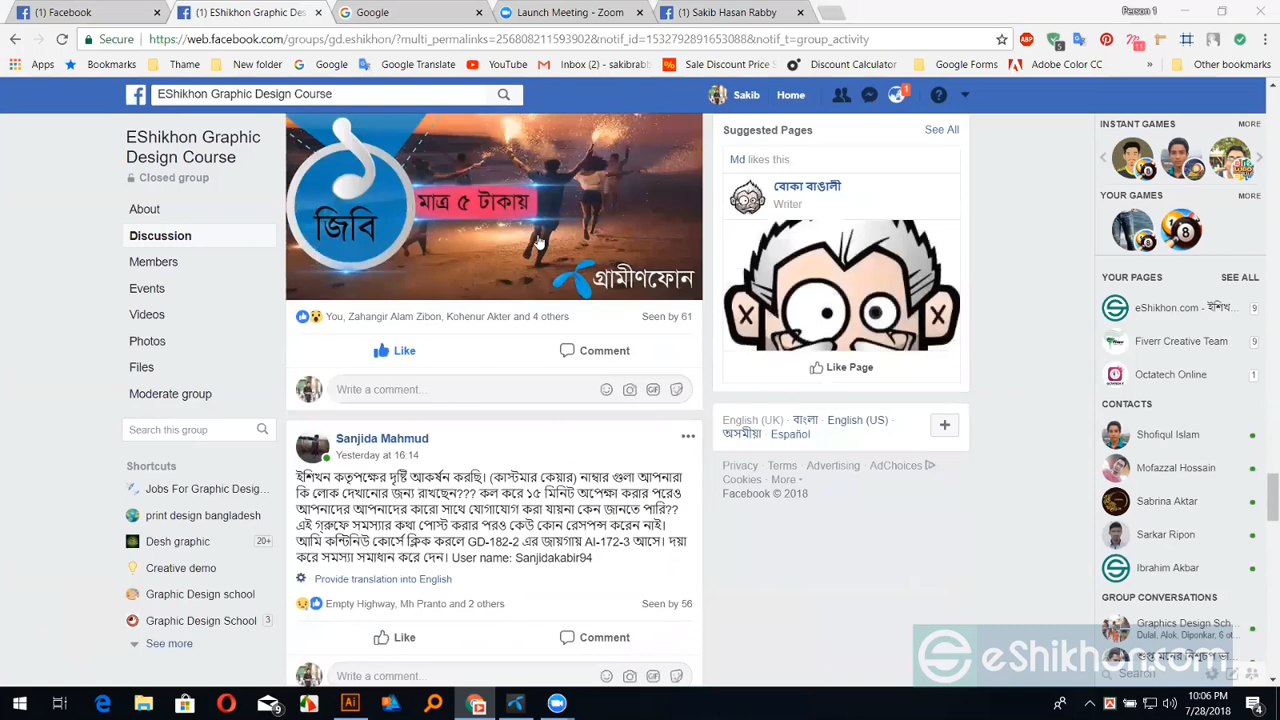 (1) Facebook
(1) EShikhon Graphic Des
Google
Launch Meeting - Zoom
(1) Sakib Hasan Rabby
Person 1
Secure
https://web.facebook.com/groups/gd.eshikhon/?multi_permalinks=256808211593902&notif_id=1532792891653088&notif_t=group_activity
Apps
Bookmarks
Thame
New folder
Google
Google Translate
YouTube
Inbox (2) - sakibrabb
Sale Discount Price S
Discount Calculator
Google Forms
Adobe Color CC
Other bookmarks
EShikhon Graphic Design Course
Sakib
Home
1
EShikhon Graphic
Design Course
Closed group
About
Discussion
Members
Events
Videos
Photos
Files
Moderate group
Search this group
Shortcuts
Jobs For Graphic Desig...
print design bangladesh
Desh graphic
20+
Creative demo
Graphic Design school
Graphic Design School
3
See more
জিবি
মাত্র ৫ টাকায়
গ্রামীণফোন
You, Zahangir Alam Zibon, Kohenur Akter and 4 others
Seen by 61
Like
Comment
Write a comment...
Sanjida Mahmud
Yesterday at 16:14
ইশিখন কতৃপক্ষের দৃষ্টি আকর্ষন করছি। (কাস্টমার কেয়ার) নাম্বার গুলা আপনারা
কি লোক দেখানোর জন্য রাখছেন??? কল করে ১৫ মিনিট অপেক্ষা করার পরেও
আপনাদের আপনাদের কারো সাথে যোগাযোগ করা যায়না কেন জানতে পারি??
এই গ্রুফে সমস্যার কথা পোস্ট করার পরও কেউ কোন রেসপন্স করেন নাই।
আমি কন্টিনিউ কোর্সে ক্লিক করলে GD-182-2 এর জায়গায় AI-172-3 আসে। দয়া
করে সমস্যা সমাধান করে দেন। User name: Sanjidakabir94
Provide translation into English
Empty Highway, Mh Pranto and 2 others
Seen by 56
Like
Comment
Write a comment...
Suggested Pages
See All
Md likes this
বোকা বাঙালী
Writer
Like Page
English (UK) · বাংলা · English (US) ·
অসমীয়া · Español
Privacy · Terms · Advertising · AdChoices
Cookies · More
Facebook © 2018
INSTANT GAMES
MORE
YOUR GAMES
MORE
YOUR PAGES
SEE ALL
eShikhon.com - ইশিখ...
9
Fiverr Creative Team
9
Octatech Online
1
CONTACTS
Shofiqul Islam
Mofazzal Hossain
Sabrina Aktar
Sarkar Ripon
Ibrahim Akbar
GROUP CONVERSATIONS
Graphics Design Sch...
Dulal, Alok, Diponkar, 6 ot...
Search
eShikhon.com
10:06 PM
7/28/2018